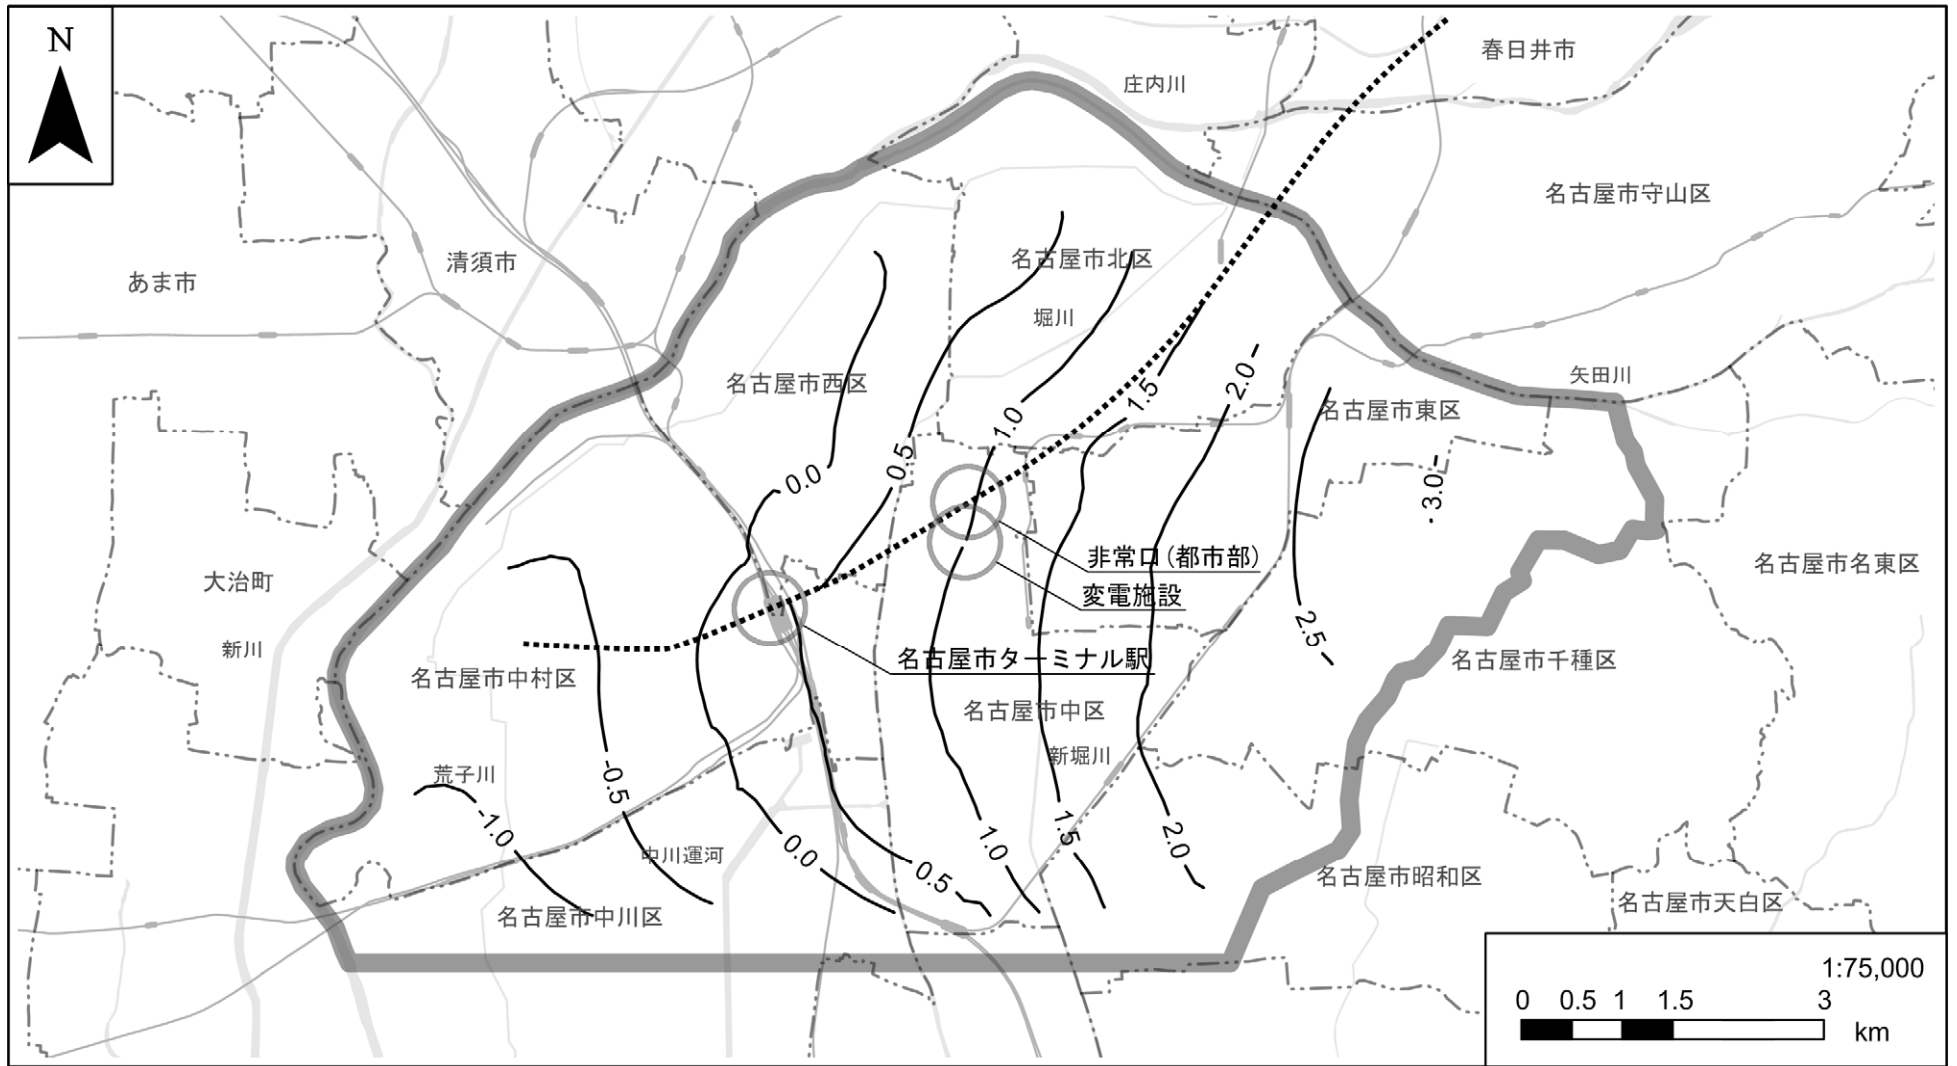 N
春日井市
庄内川
名古屋市守山区
清須市
名古屋市北区
あま市
堀川
名古屋市西区
2.0
1.5
矢田川
名古屋市東区
1.0
0.5
0.0
3.0
非常口(都市部)
名古屋市名東区
大治町
変電施設
2.5
新川
名古屋市ターミナル駅
名古屋市千種区
名古屋市中村区
名古屋市中区
新堀川
荒子川
-0.5
-1.0
1.5
2.0
中川運河
0.0
1.0
0.5
名古屋市昭和区
名古屋市天白区
名古屋市中川区
1:75,000
0 0.5 1 1.5 3
km